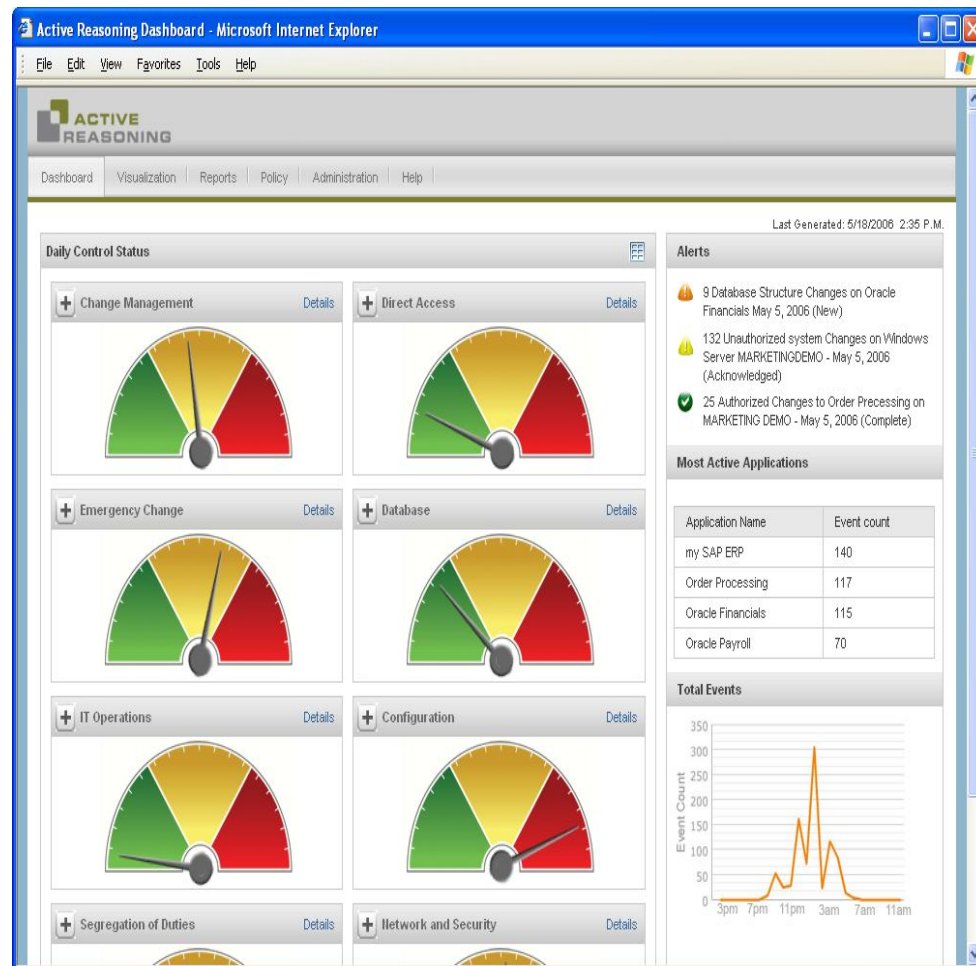 Active Reasoning Dashboard - Microsoft Internet Explorer
File Edit View Favorites Tools Help
ACTIVE
REASONING
Dashboard Visualization Reports Policy Administration Help
Last Generated: 5/18/2006 2:35 P.M.
Daily Control Status
Change Management Details
Direct Access Details
Emergency Change Details
Database Details
IT Operations Details
Configuration Details
Segregation of Duties Details
Network and Security Details
Alerts
9 Database Structure Changes on Oracle
Financials May 5, 2006 (New)
132 Unauthorized system Changes on Windows
Server MARKETINGDEMO - May 5, 2006
(Acknowledged)
25 Authorized Changes to Order Precessing on
MARKETING DEMO - May 5, 2006 (Complete)
Most Active Applications
Application Name Event count
my SAP ERP 140
Order Processing 117
Oracle Financials 115
Oracle Payroll 70
Total Events
Event Count
350
300
250
200
150
100
50
0
3pm 7pm 11pm 3am 7am 11am